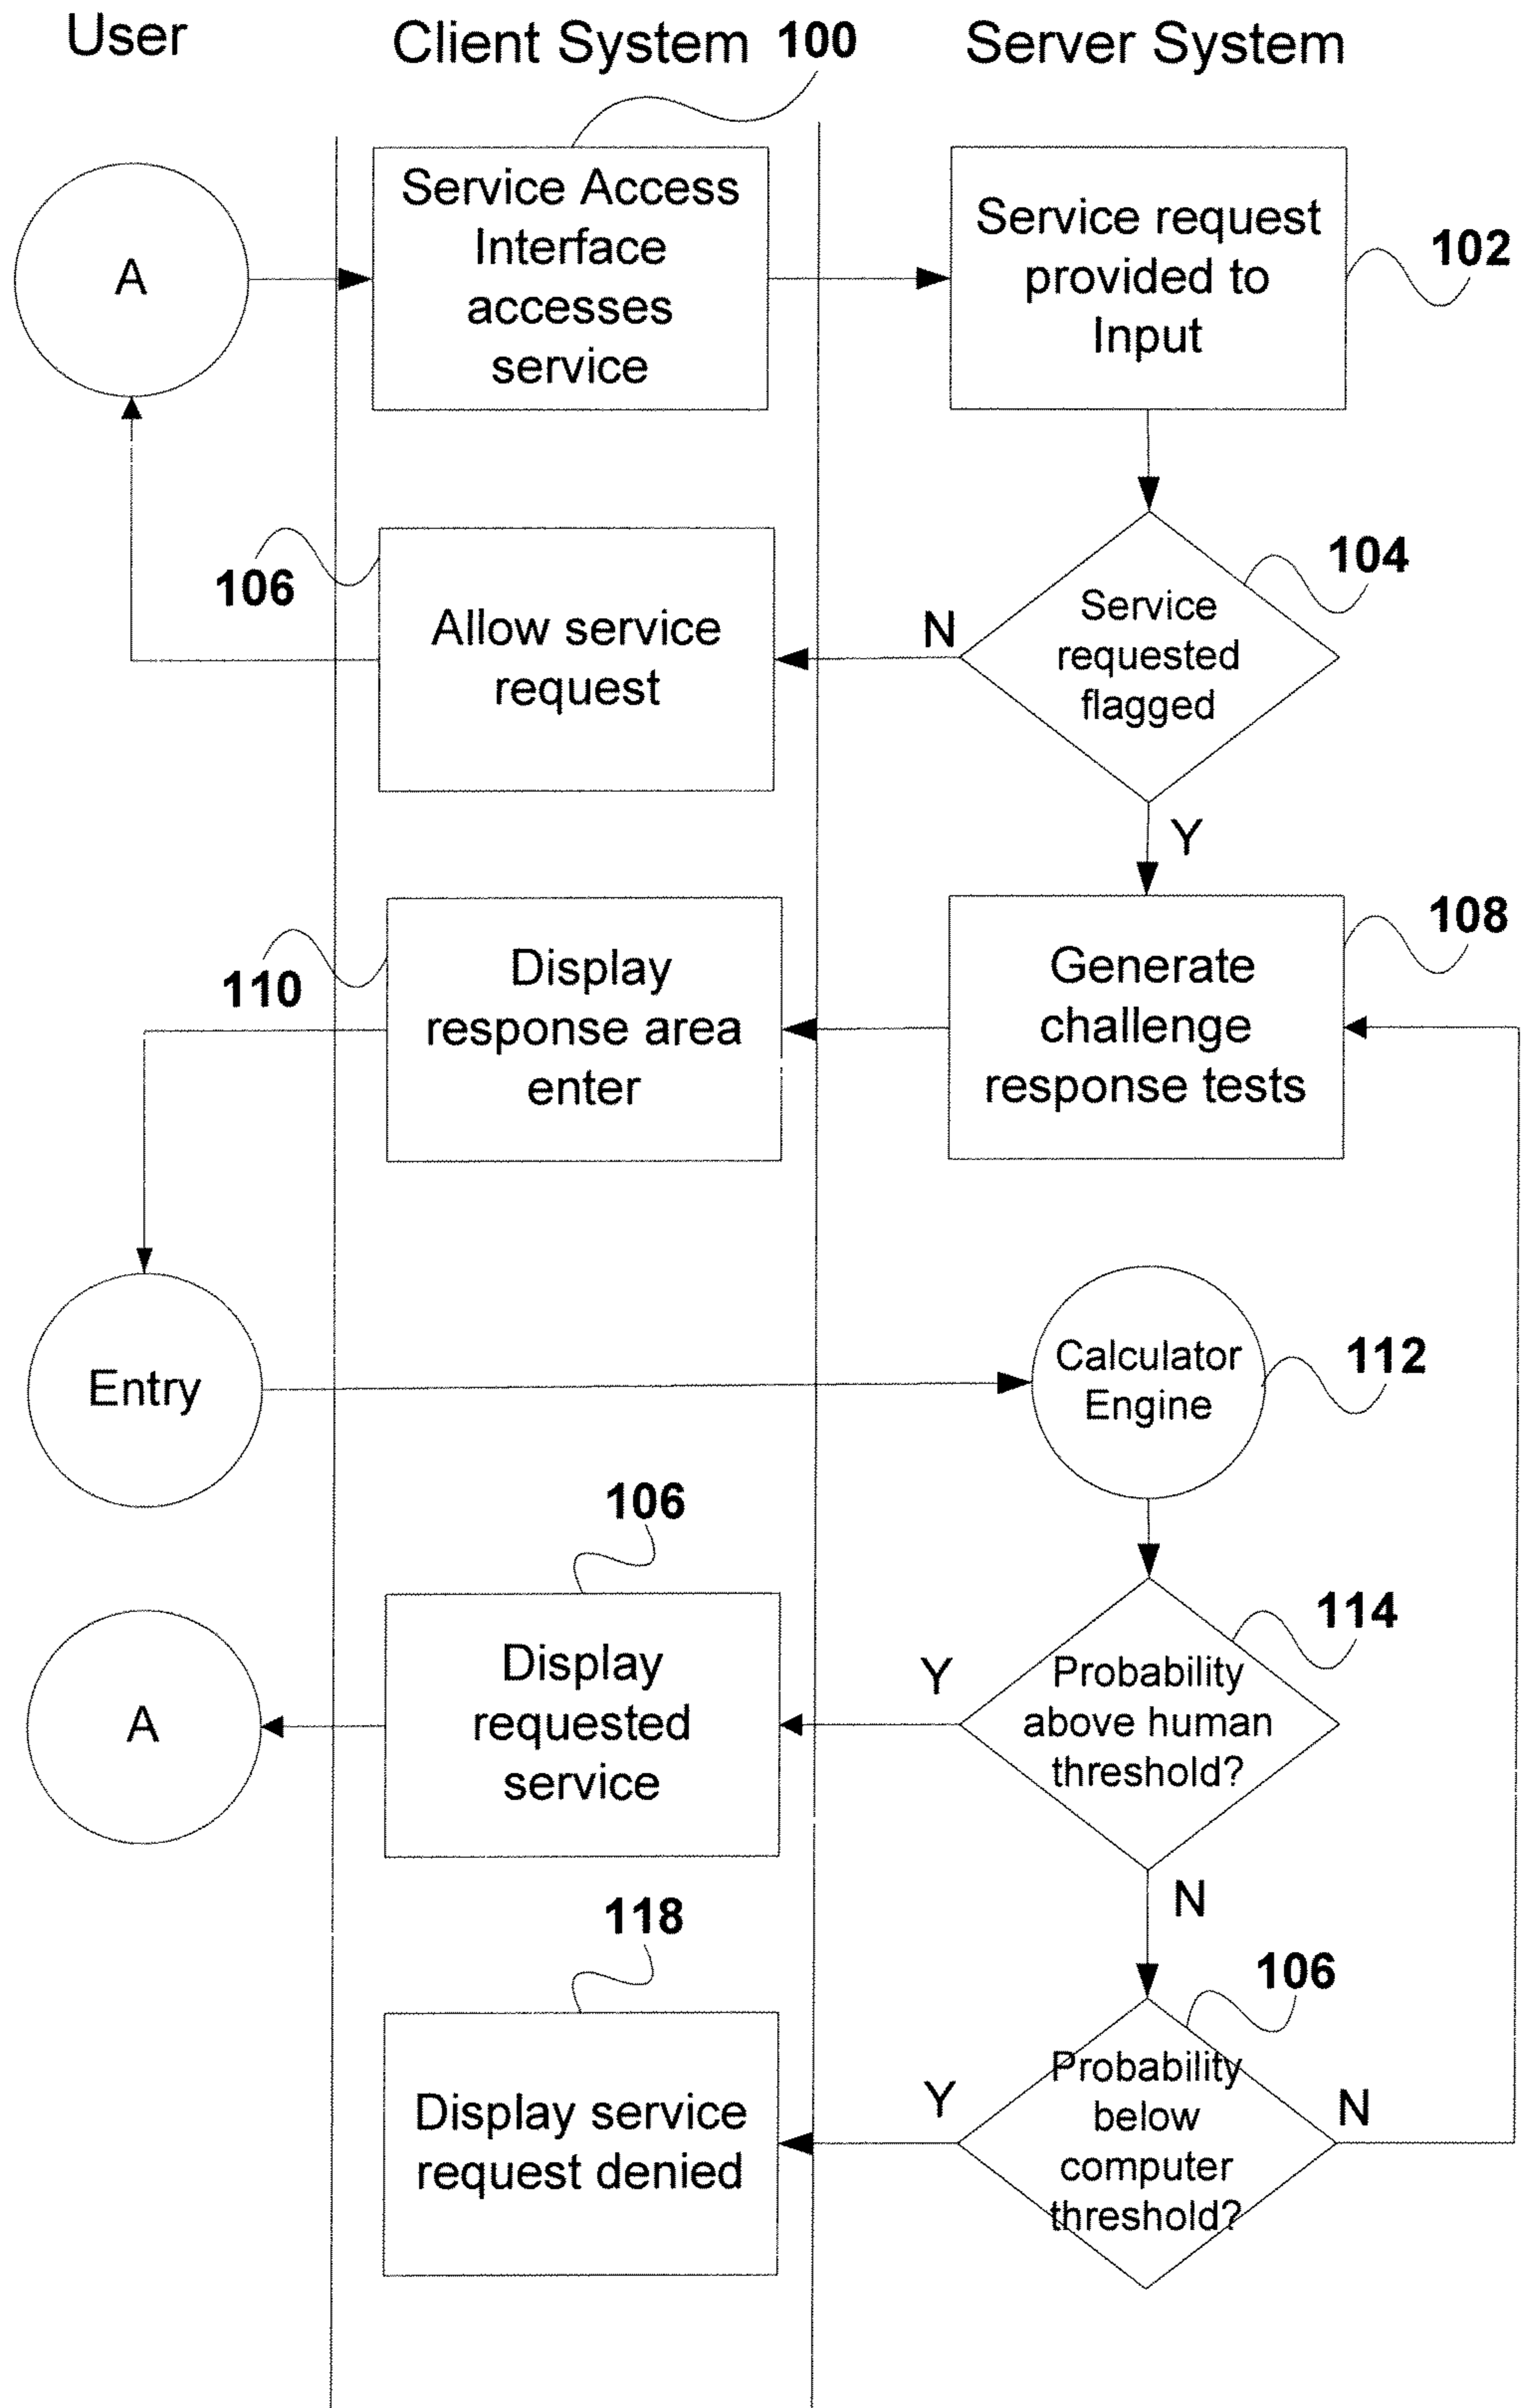 User
Client System 100
Server System
A
Service Access
Interface
accesses
service
Service request
provided to
Input
102
106
Allow service
request
N
Service
requested
flagged
104
Y
110
Display
response area
enter
Generate
challenge
response tests
108
Entry
Calculator
Engine
112
106
A
Display
requested
service
Y
Probability
above human
threshold?
114
N
118
Display service
request denied
Y
Probability
below
computer
threshold?
106
N